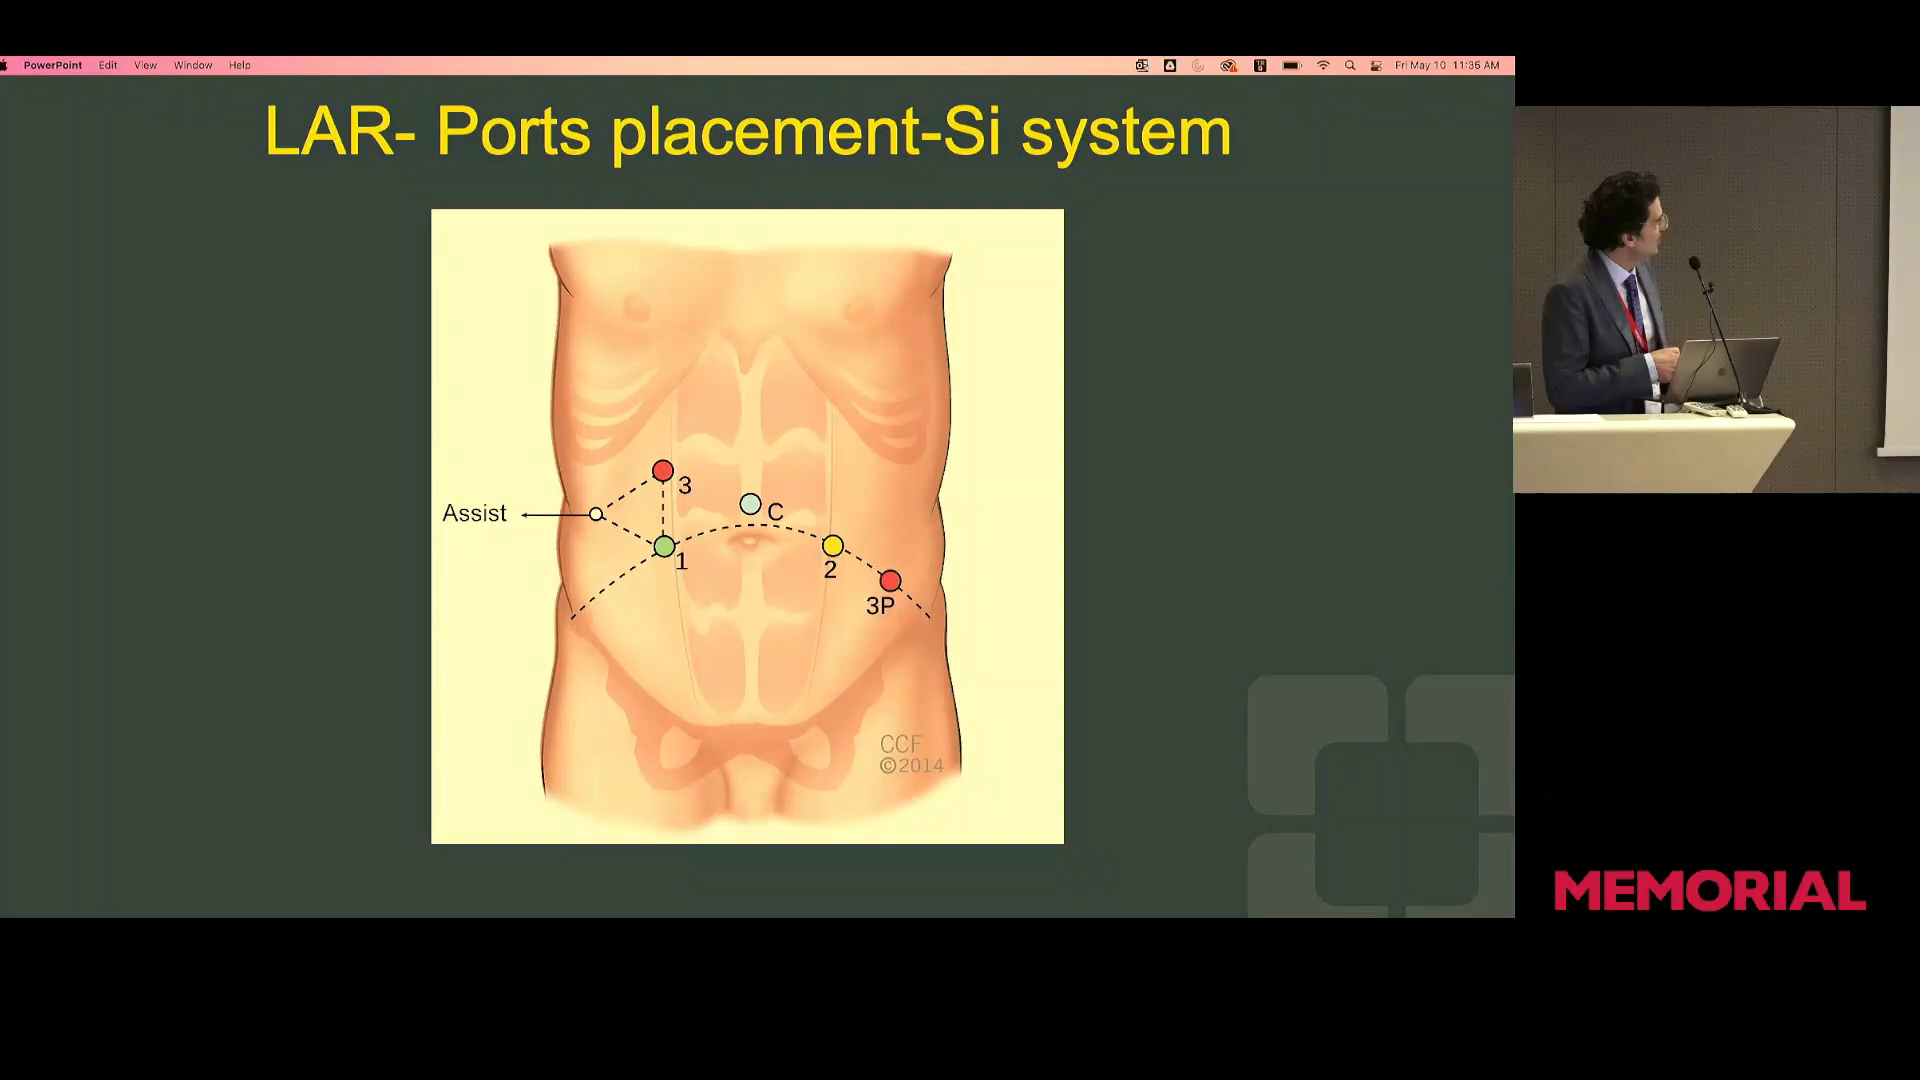 PowerPoint Edit View Window Help Fri May 10 11:35 AM
LAR- Ports placement-Si system
3
Assist
C
1
2
3P
CCF
©2014
MEMORIAL